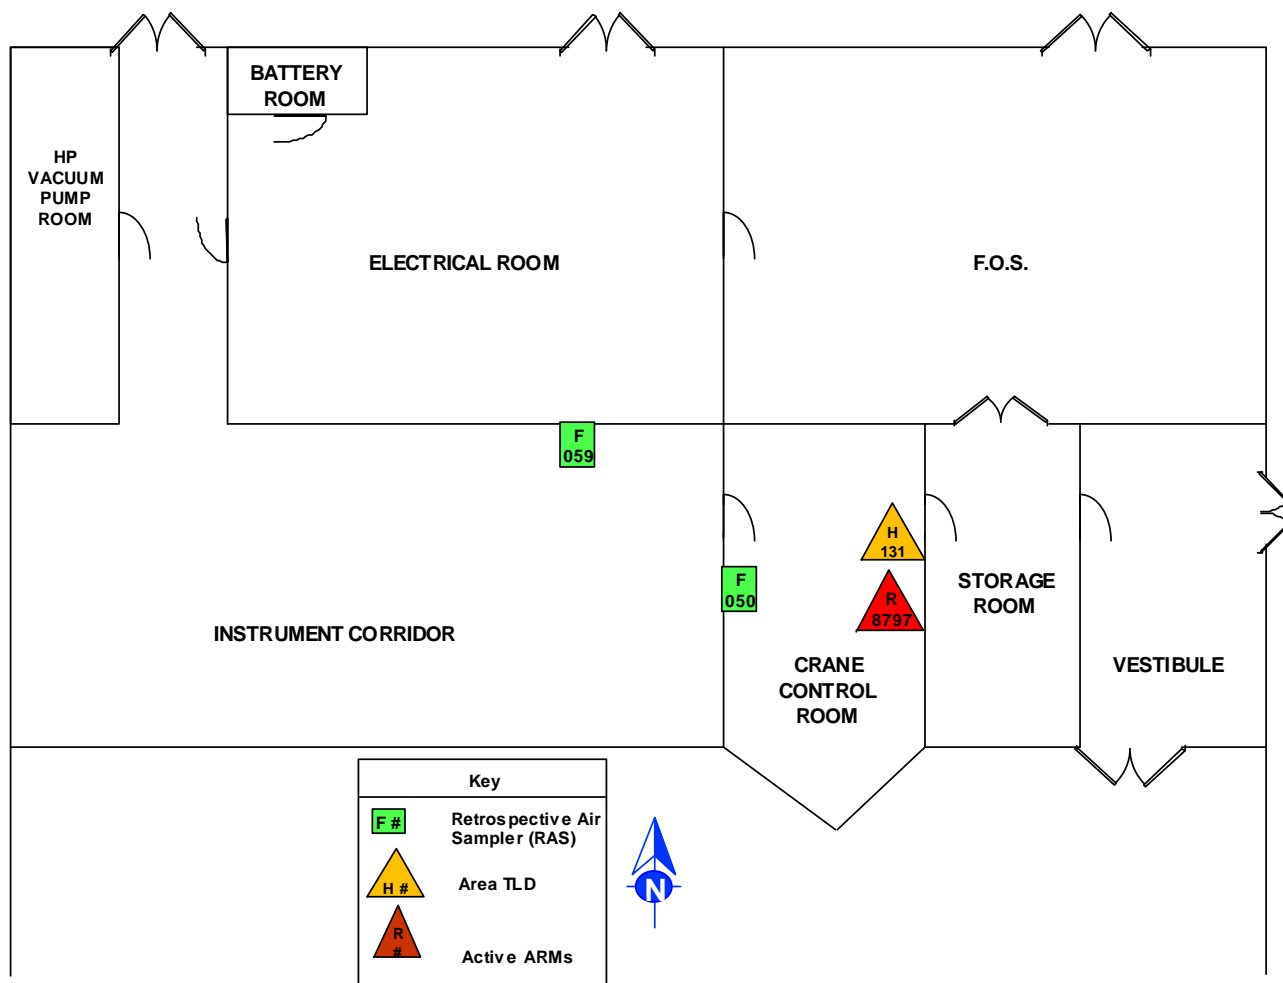 BATTERY
ROOM
HP
VACUUM
PUMP
ROOM
ELECTRICAL ROOM
F.O.S.
F
059
H
131
F
050
R
8797
STORAGE
ROOM
INSTRUMENT CORRIDOR
CRANE
CONTROL
ROOM
VESTIBULE
Key
F #
Retrospective Air
Sampler (RAS)
H #
Area TLD
R
#
Active ARMs
N